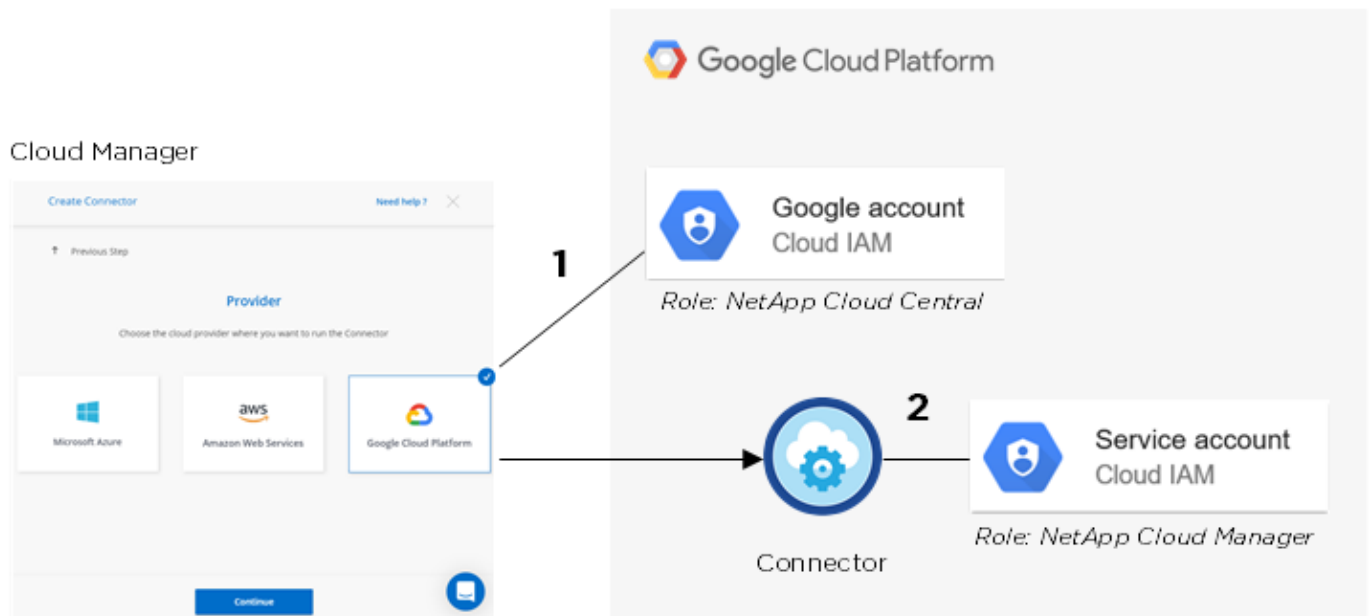 Google Cloud Platform
Cloud Manager
Create Connector
Need help ?
Previous Step
Provider
Choose the cloud provider where you want to run the Connector
Microsoft Azure
aws
Amazon Web Services
Google Cloud Platform
Continue
1
Google account
Cloud IAM
Role: NetApp Cloud Central
2
Connector
Service account
Cloud IAM
Role: NetApp Cloud Manager